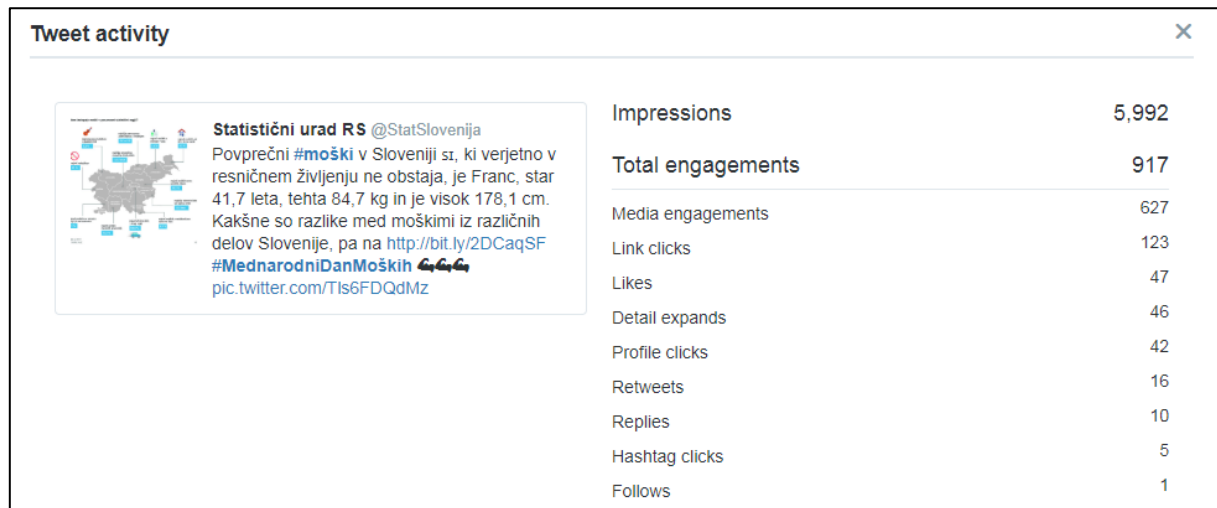 Tweet activity
×
Statistični urad RS @StatSlovenija
Povprečni #moški v Sloveniji sɪ, ki verjetno v
resničnem življenju ne obstaja, je Franc, star
41,7 leta, tehta 84,7 kg in je visok 178,1 cm.
Kakšne so razlike med moškimi iz različnih
delov Slovenije, pa na http://bit.ly/2DCaqSF
#MednarodniDanMoških 💪💪💪
pic.twitter.com/TIs6FDQdMz
Impressions 5,992
Total engagements 917
Media engagements 627
Link clicks 123
Likes 47
Detail expands 46
Profile clicks 42
Retweets 16
Replies 10
Hashtag clicks 5
Follows 1